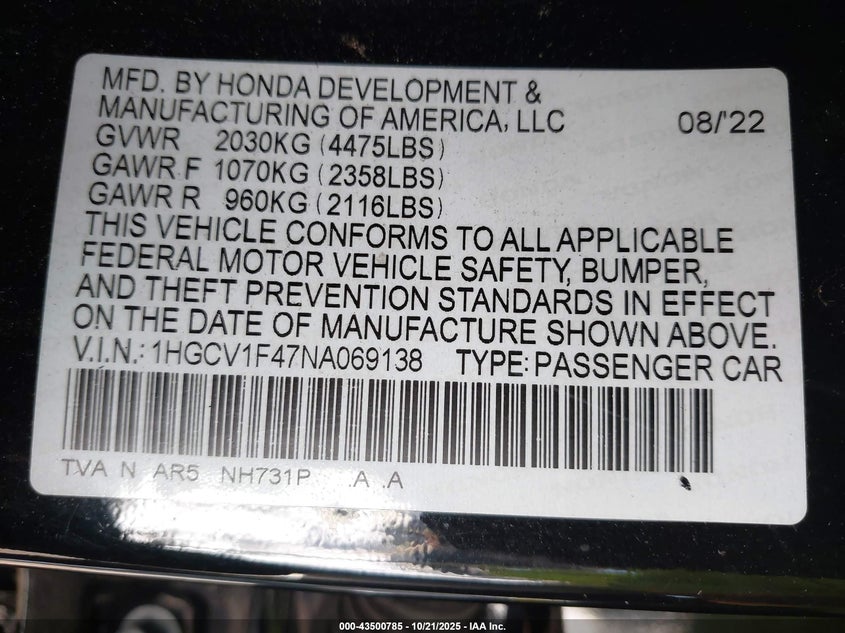 MFD. BY HONDA DEVELOPMENT &
MANUFACTURING OF AMERICA, LLC 08/'22
GVWR 2030KG (4475LBS)
GAWR F 1070KG (2358LBS)
GAWR R 960KG (2116LBS)
THIS VEHICLE CONFORMS TO ALL APPLICABLE
FEDERAL MOTOR VEHICLE SAFETY, BUMPER,
AND THEFT PREVENTION STANDARDS IN EFFECT
ON THE DATE OF MANUFACTURE SHOWN ABOVE.
V.I.N.: 1HGCV1F47NA069138 TYPE: PASSENGER CAR
TVA N AR5 NH731P .A .A
000-43500785 - 10/21/2025 - IAA Inc.